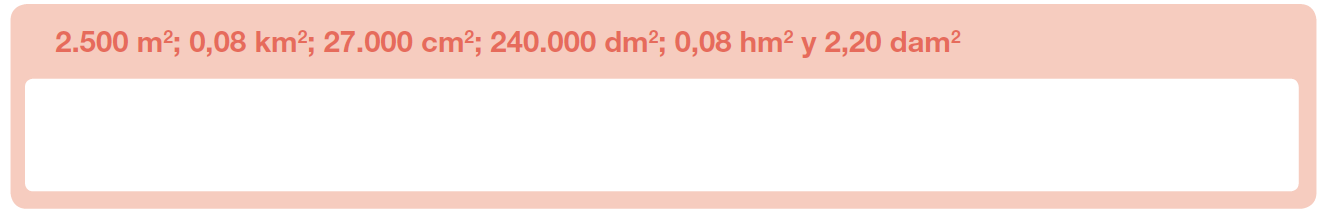 2.500 m²; 0,08 km²; 27.000 cm²; 240.000 dm²; 0,08 hm² y 2,20 dam²